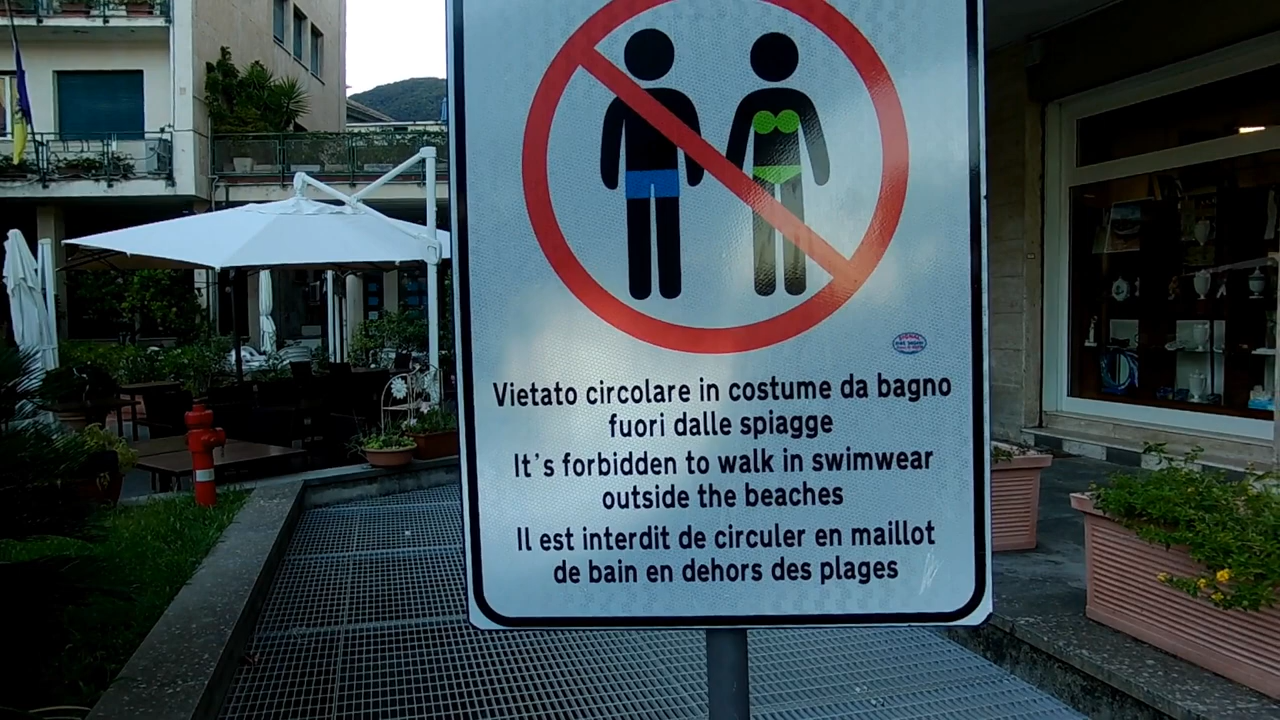 Vietato circolare in costume da bagno
fuori dalle spiagge
It's forbidden to walk in swimwear
outside the beaches
Il est interdit de circuler en maillot
de bain en dehors des plages